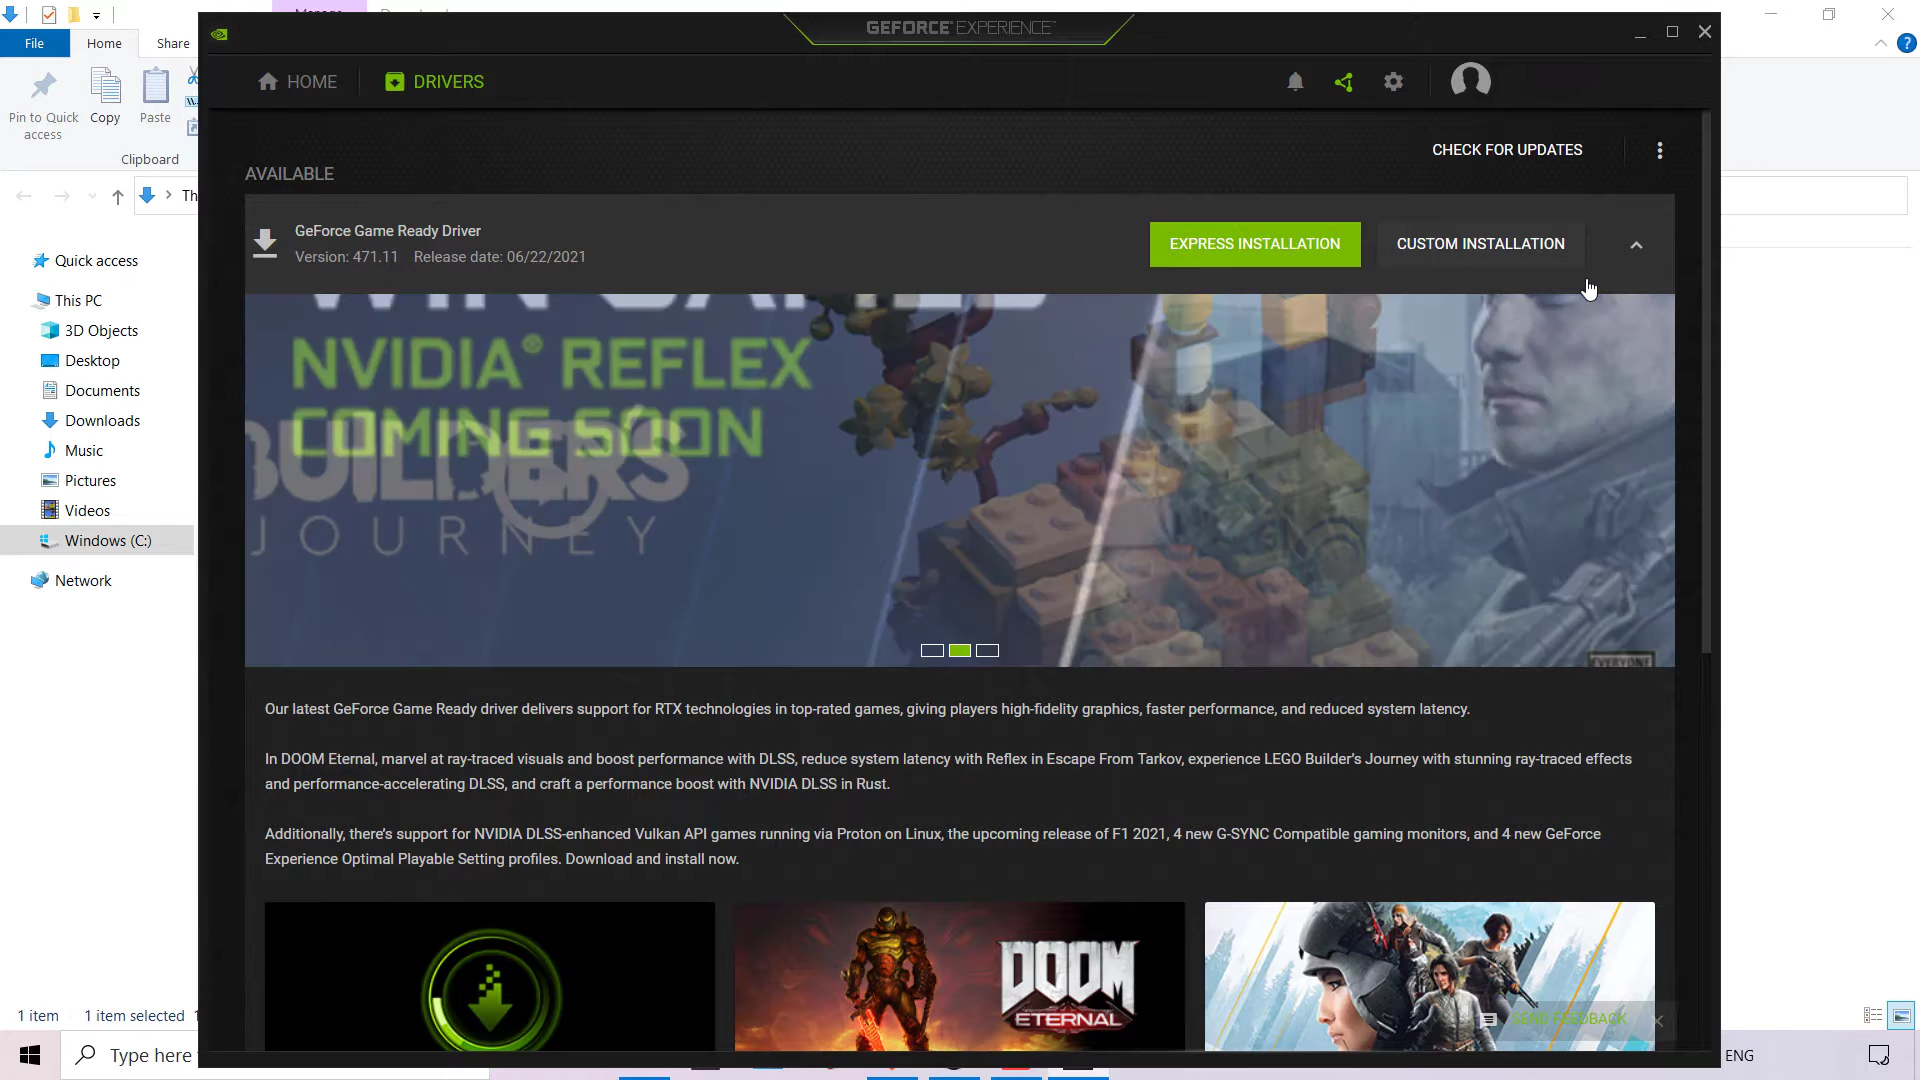 Manage
File
Home
Share
GEFORCE EXPERIENCE
HOME
DRIVERS
Pin to Quick
access
Copy
Paste
Clipboard
CHECK FOR UPDATES
AVAILABLE
GeForce Game Ready Driver
Version: 471.11 Release date: 06/22/2021
EXPRESS INSTALLATION
CUSTOM INSTALLATION
Th
Quick access
This PC
3D Objects
Desktop
Documents
Downloads
Music
Pictures
Videos
Windows (C:)
Network
NVIDIA® REFLEX
COMING SOON
BUILDER'S
JOURNEY
EVERYONE
Our latest GeForce Game Ready driver delivers support for RTX technologies in top-rated games, giving players high-fidelity graphics, faster performance, and reduced system latency.
In DOOM Eternal, marvel at ray-traced visuals and boost performance with DLSS, reduce system latency with Reflex in Escape From Tarkov, experience LEGO Builder's Journey with stunning ray-traced effects
and performance-accelerating DLSS, and craft a performance boost with NVIDIA DLSS in Rust.
Additionally, there's support for NVIDIA DLSS-enhanced Vulkan API games running via Proton on Linux, the upcoming release of F1 2021, 4 new G-SYNC Compatible gaming monitors, and 4 new GeForce
Experience Optimal Playable Setting profiles. Download and install now.
DOOM
ETERNAL
SEND FEEDBACK
1 item
1 item selected
Type here
ENG